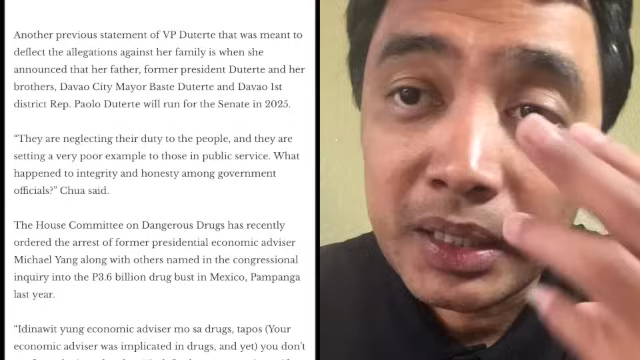 Another previous statement of VP Duterte that was meant to
deflect the allegations against her family is when she
announced that her father, former president Duterte and her
brothers, Davao City Mayor Baste Duterte and Davao 1st
district Rep. Paolo Duterte will run for the Senate in 2025.
“They are neglecting their duty to the people, and they are
setting a very poor example to those in public service. What
happened to integrity and honesty among government
officials?” Chua said.
The House Committee on Dangerous Drugs has recently
ordered the arrest of former presidential economic adviser
Michael Yang along with others named in the congressional
inquiry into the P3.6 billion drug bust in Mexico, Pampanga
last year.
“Idinawit yung economic adviser mo sa drugs, tapos (Your
economic adviser was implicated in drugs, and yet) you don’t